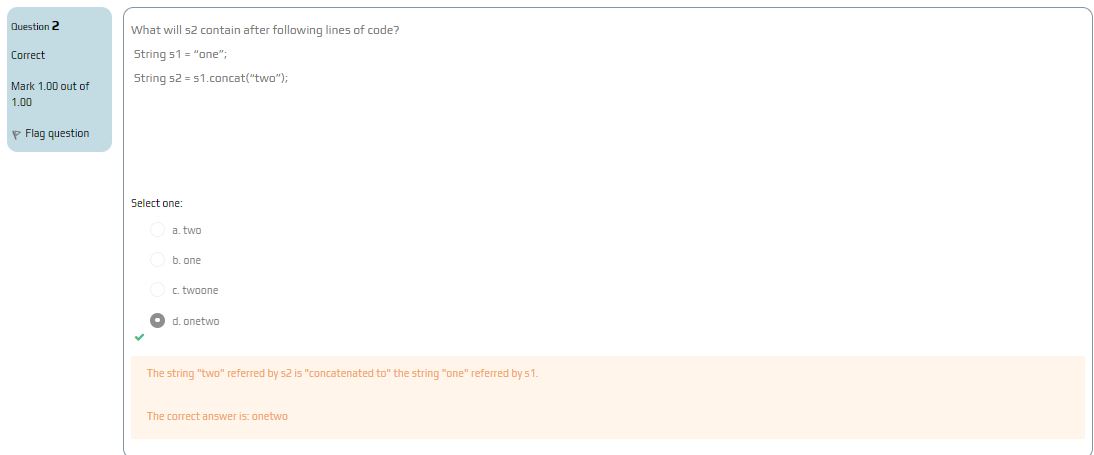 Question 2
Correct
Mark 1.00 out of
1.00
Flag question
What will s2 contain after following lines of code?
String s1 = “one”;
String s2 = s1.concat(“two”);
Select one:
a. two
b. one
c. twoone
d. onetwo
The string "two" referred by s2 is "concatenated to" the string "one" referred by s1.
The correct answer is: onetwo